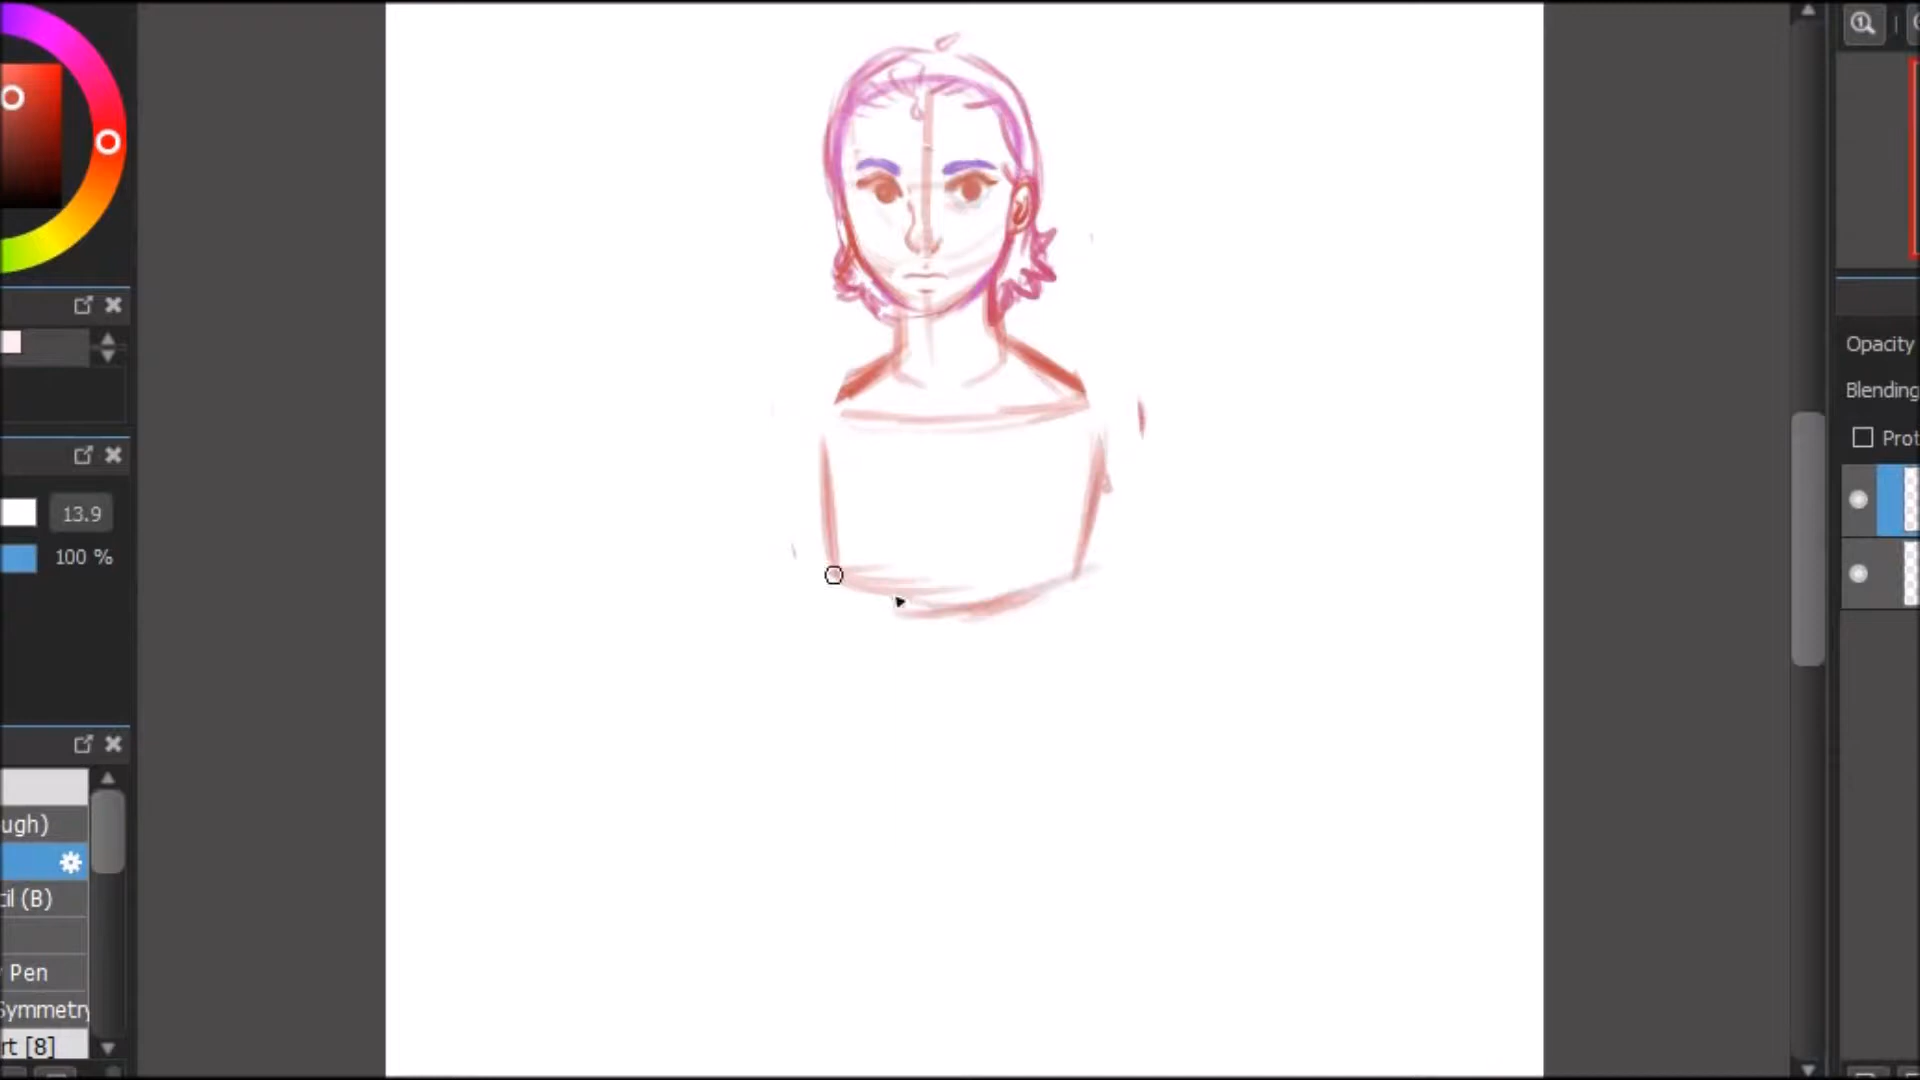 13.9
100 %
ugh)
il (B)
Pen
Symmetry
rt [8]
Opacity
Blending
Prot